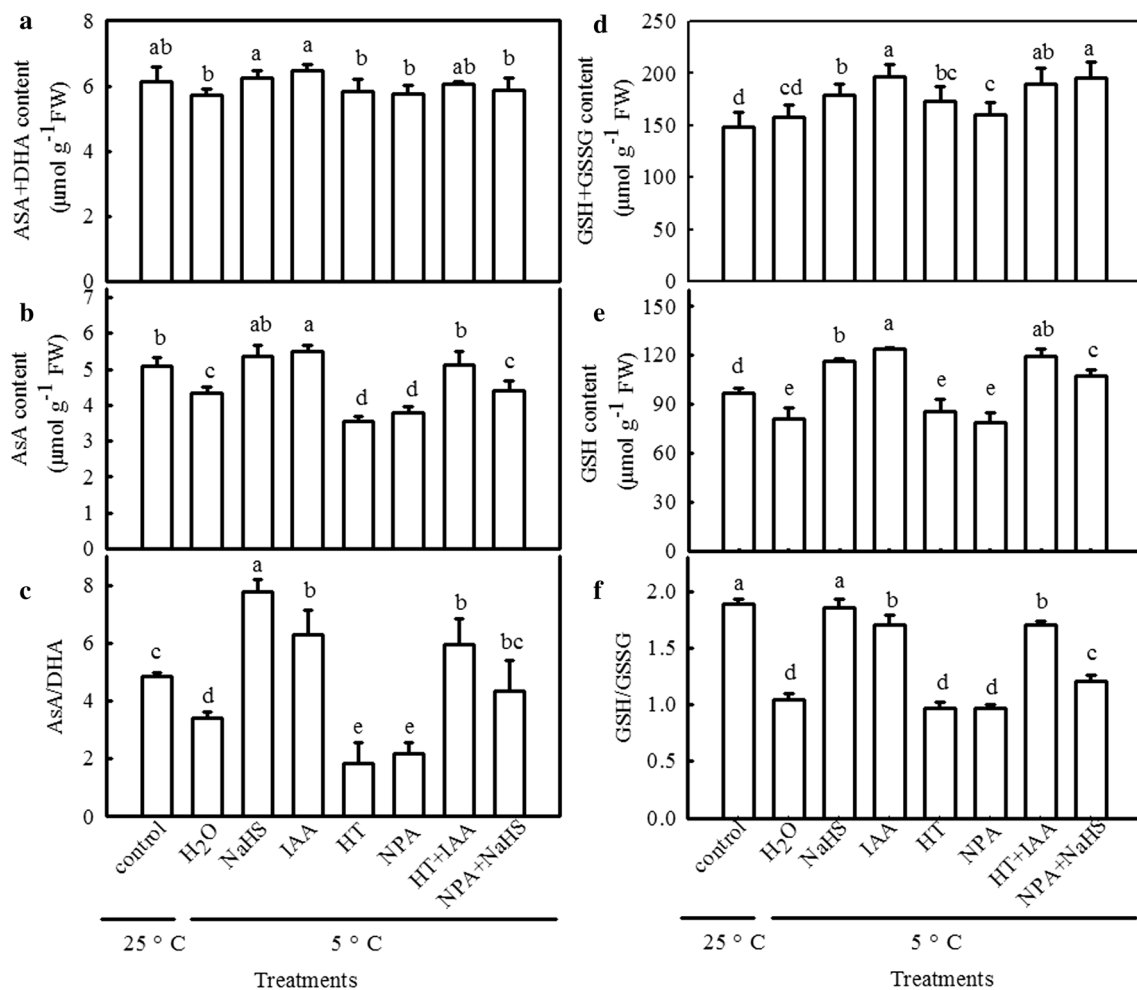 a
ASA+DHA content
(µmol g-1 FW)
8
6
4
2
0
ab
b
a
a
b
b
ab
b
b
AsA content
(µmol g-1 FW)
7
6
5
4
3
2
1
0
b
c
ab
a
d
d
b
c
c
AsA/DHA
8
6
4
2
0
c
d
a
b
e
e
b
bc
control
H2O
NaHS
IAA
HT
NPA
HT+IAA
NPA+NaHS
25 ° C
5 ° C
Treatments
d
GSH+GSSG content
(µmol g-1 FW)
250
200
150
100
50
0
d
cd
b
a
bc
c
ab
a
e
GSH content
(µmol g-1 FW)
150
120
90
60
30
0
d
e
b
a
e
e
ab
c
f
GSH/GSSG
2.0
1.5
1.0
0.5
0.0
a
d
a
b
d
d
b
c
control
H2O
NaHS
IAA
HT
NPA
HT+IAA
NPA+NaHS
25 ° C
5 ° C
Treatments